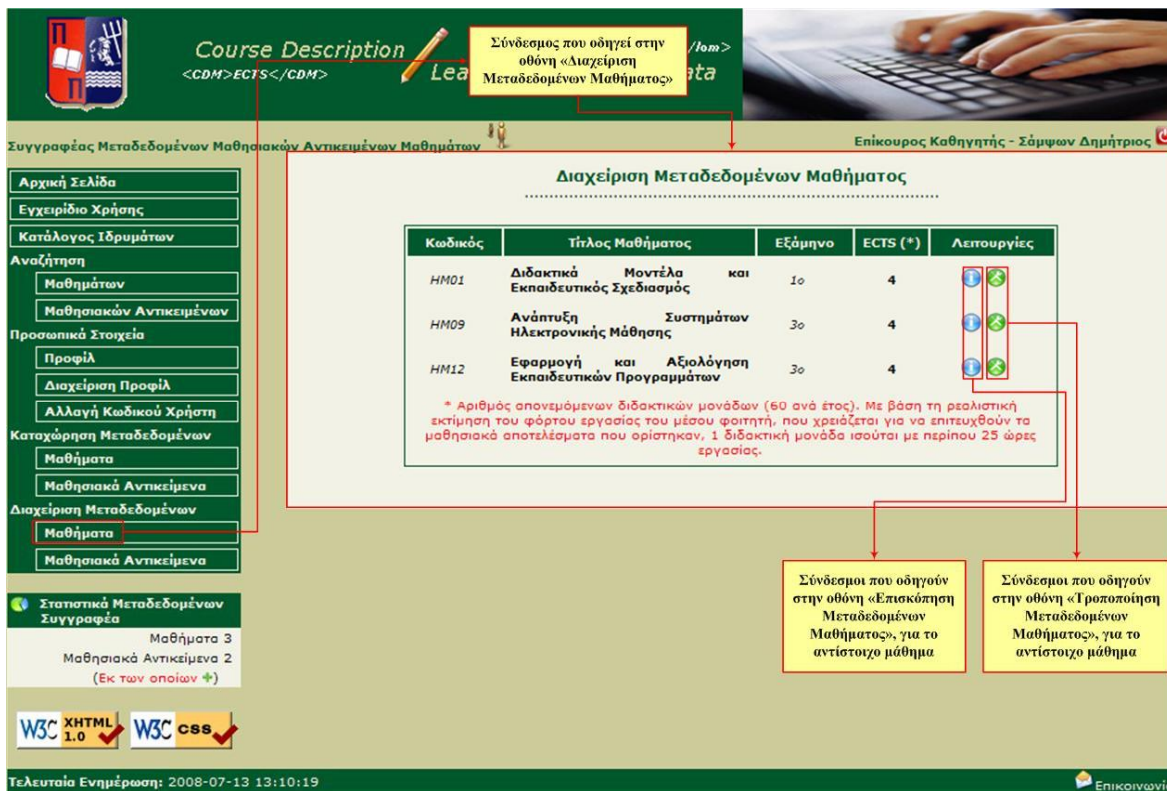 Course Description
<CDM>ECTS</CDM>
Lea
/lom>
ata
Σύνδεσμος που οδηγεί στην
οθόνη «Διαχείριση
Μεταδεδομένων Μαθήματος»
Συγγραφέας Μεταδεδομένων Μαθησιακών Αντικειμένων Μαθημάτων
Επίκουρος Καθηγητής - Σάμψων Δημήτριος
Αρχική Σελίδα
Εγχειρίδιο Χρήσης
Κατάλογος Ιδρυμάτων
Αναζήτηση
Μαθημάτων
Μαθησιακών Αντικειμένων
Προσωπικά Στοιχεία
Προφίλ
Διαχείριση Προφίλ
Αλλαγή Κωδικού Χρήστη
Καταχώρηση Μεταδεδομένων
Μαθήματα
Μαθησιακά Αντικείμενα
Διαχείριση Μεταδεδομένων
Μαθήματα
Μαθησιακά Αντικείμενα
Στατιστικά Μεταδεδομένων
Συγγραφέα
Μαθήματα 3
Μαθησιακά Αντικείμενα 2
(Εκ των οποίων +)
W3C XHTML 1.0
W3C css
Διαχείριση Μεταδεδομένων Μαθήματος
Κωδικός Τίτλος Μαθήματος Εξάμηνο ECTS (*) Λειτουργίες
HM01 Διδακτικά Μοντέλα και 1ο 4
Εκπαιδευτικός Σχεδιασμός
HM09 Ανάπτυξη Συστημάτων 3ο 4
Ηλεκτρονικής Μάθησης
HM12 Εφαρμογή και Αξιολόγηση 3ο 4
Εκπαιδευτικών Προγραμμάτων
* Αριθμός απονεμόμενων διδακτικών μονάδων (60 ανά έτος). Με βάση τη ρεαλιστική
εκτίμηση του φόρτου εργασίας του μέσου φοιτητή, που χρειάζεται για να επιτευχθούν τα
μαθησιακά αποτελέσματα που ορίστηκαν, 1 διδακτική μονάδα ισούται με περίπου 25 ώρες
εργασίας.
Σύνδεσμοι που οδηγούν
στην οθόνη «Επισκόπηση
Μεταδεδομένων
Μαθήματος», για το
αντίστοιχο μάθημα
Σύνδεσμοι που οδηγούν
στην οθόνη «Τροποποίηση
Μεταδεδομένων
Μαθήματος», για το
αντίστοιχο μάθημα
Τελευταία Ενημέρωση: 2008-07-13 13:10:19
Επικοινωνία